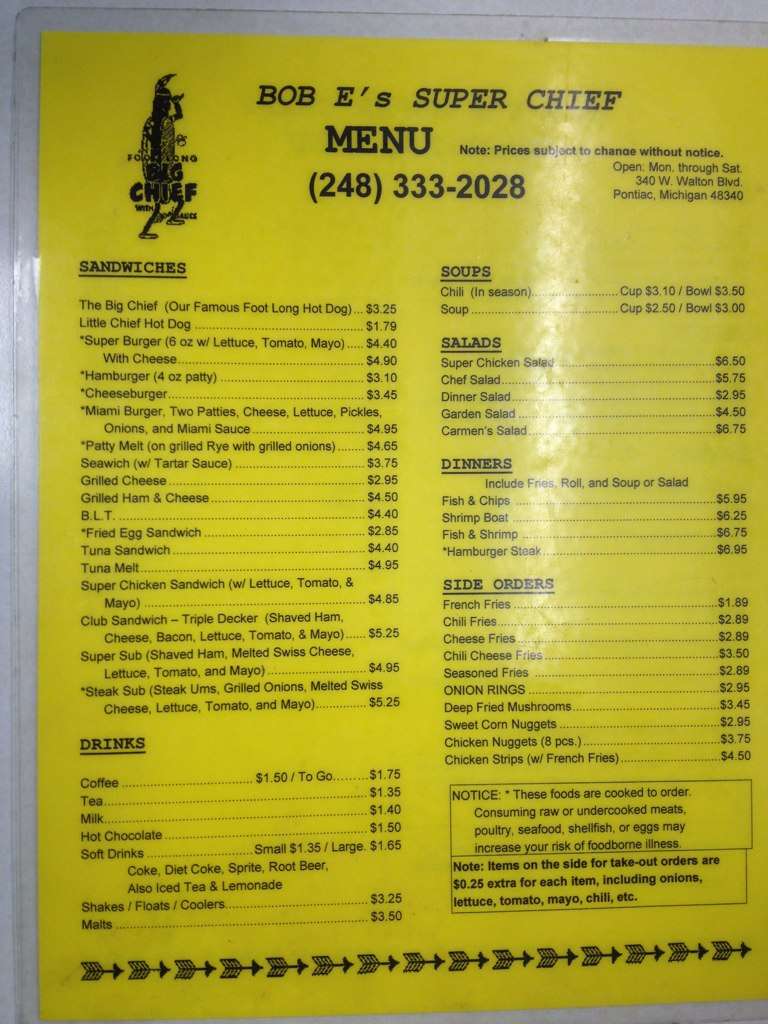 BOB E's SUPER CHIEF
MENU
Note: Prices subject to change without notice.
(248) 333-2028
Open: Mon. through Sat.
340 W. Walton Blvd.
Pontiac, Michigan 48340
FOOT LONG
BIG
CHIEF
WITH SAUCE
SANDWICHES
The Big Chief (Our Famous Foot Long Hot Dog)... $3.25
Little Chief Hot Dog ... $1.79
*Super Burger (6 oz w/ Lettuce, Tomato, Mayo)..... $4.40
With Cheese... $4.90
*Hamburger (4 oz patty) ... $3.10
*Cheeseburger... $3.45
*Miami Burger, Two Patties, Cheese, Lettuce, Pickles,
Onions, and Miami Sauce ... $4.95
*Patty Melt (on grilled Rye with grilled onions)... $4.65
Seawich (w/ Tartar Sauce) ... $3.75
Grilled Cheese ... $2.95
Grilled Ham & Cheese ... $4.50
B.L.T. ... $4.40
*Fried Egg Sandwich ... $2.85
Tuna Sandwich ... $4.40
Tuna Melt... $4.95
Super Chicken Sandwich (w/ Lettuce, Tomato, &
Mayo) ... $4.85
Club Sandwich – Triple Decker (Shaved Ham,
Cheese, Bacon, Lettuce, Tomato, & Mayo)...... $5.25
Super Sub (Shaved Ham, Melted Swiss Cheese,
Lettuce, Tomato, and Mayo) ... $4.95
*Steak Sub (Steak Ums, Grilled Onions, Melted Swiss
Cheese, Lettuce, Tomato, and Mayo)... $5.25
DRINKS
Coffee ... $1.50 / To Go... $1.75
Tea... $1.35
Milk... $1.40
Hot Chocolate ... $1.50
Soft Drinks ... Small $1.35 / Large. $1.65
Coke, Diet Coke, Sprite, Root Beer,
Also Iced Tea & Lemonade
Shakes / Floats / Coolers... $3.25
Malts ... $3.50
SOUPS
Chili (In season)... Cup $3.10 / Bowl $3.50
Soup ... Cup $2.50 / Bowl $3.00
SALADS
Super Chicken Salad ... $6.50
Chef Salad... $5.75
Dinner Salad... $2.95
Garden Salad ... $4.50
Carmen's Salad... $6.75
DINNERS
Include Fries, Roll, and Soup or Salad
Fish & Chips ... $5.95
Shrimp Boat ... $6.25
Fish & Shrimp ... $6.75
*Hamburger Steak... $6.95
SIDE ORDERS
French Fries ... $1.89
Chili Fries... $2.89
Cheese Fries ... $2.89
Chili Cheese Fries... $3.50
Seasoned Fries ... $2.89
ONION RINGS ... $2.95
Deep Fried Mushrooms... $3.45
Sweet Corn Nuggets ... $2.95
Chicken Nuggets (8 pcs.) ... $3.75
Chicken Strips (w/ French Fries) ... $4.50
NOTICE: * These foods are cooked to order.
Consuming raw or undercooked meats,
poultry, seafood, shellfish, or eggs may
increase your risk of foodborne illness.
Note: Items on the side for take-out orders are
$0.25 extra for each item, including onions,
lettuce, tomato, mayo, chili, etc.